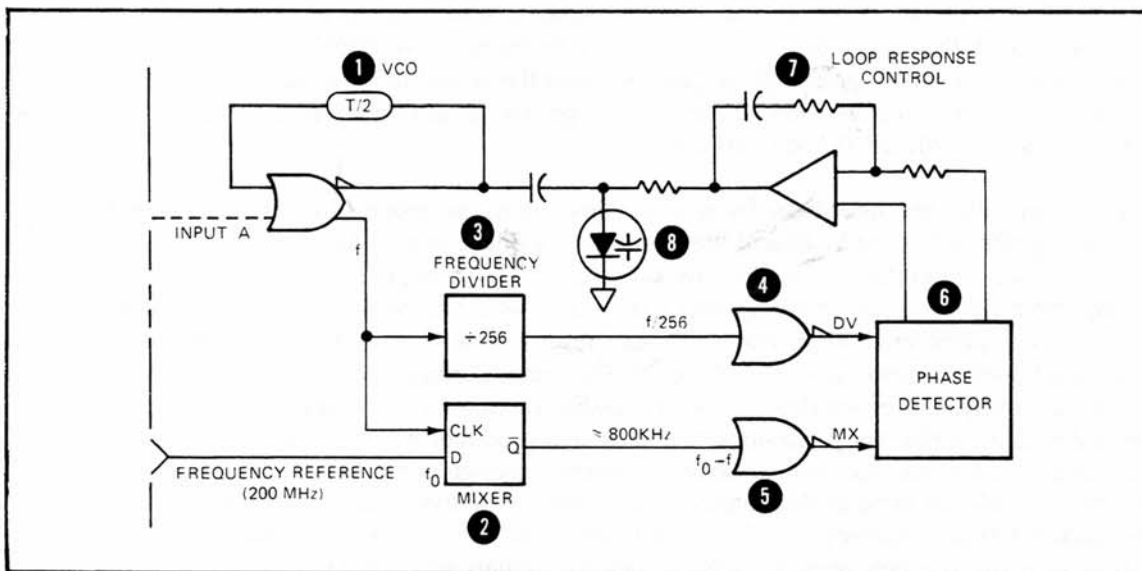 1 VCO
T/2
7 LOOP RESPONSE
CONTROL
INPUT A
f
3
FREQUENCY
DIVIDER
÷256
8
f/256
4
DV
6
PHASE
DETECTOR
CLK
D
Q̅
≈ 800KHz
f₀-f
MX
5
FREQUENCY REFERENCE
(200 MHz)
f₀
MIXER
2